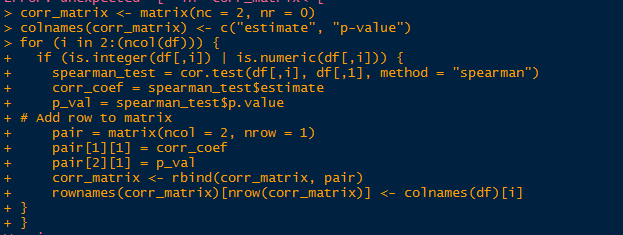 > corr_matrix <- matrix(nc = 2, nr = 0)
> colnames(corr_matrix) <- c("estimate", "p-value")
> for (i in 2:(ncol(df))) {
+   if (is.integer(df[,i]) | is.numeric(df[,i])) {
+     spearman_test = cor.test(df[,i], df[,1], method = "spearman")
+     corr_coef = spearman_test$estimate
+     p_val = spearman_test$p.value
+ # Add row to matrix
+     pair = matrix(ncol = 2, nrow = 1)
+     pair[1][1] = corr_coef
+     pair[2][1] = p_val
+     corr_matrix <- rbind(corr_matrix, pair)
+     rownames(corr_matrix)[nrow(corr_matrix)] <- colnames(df)[i]
+ }
+ }